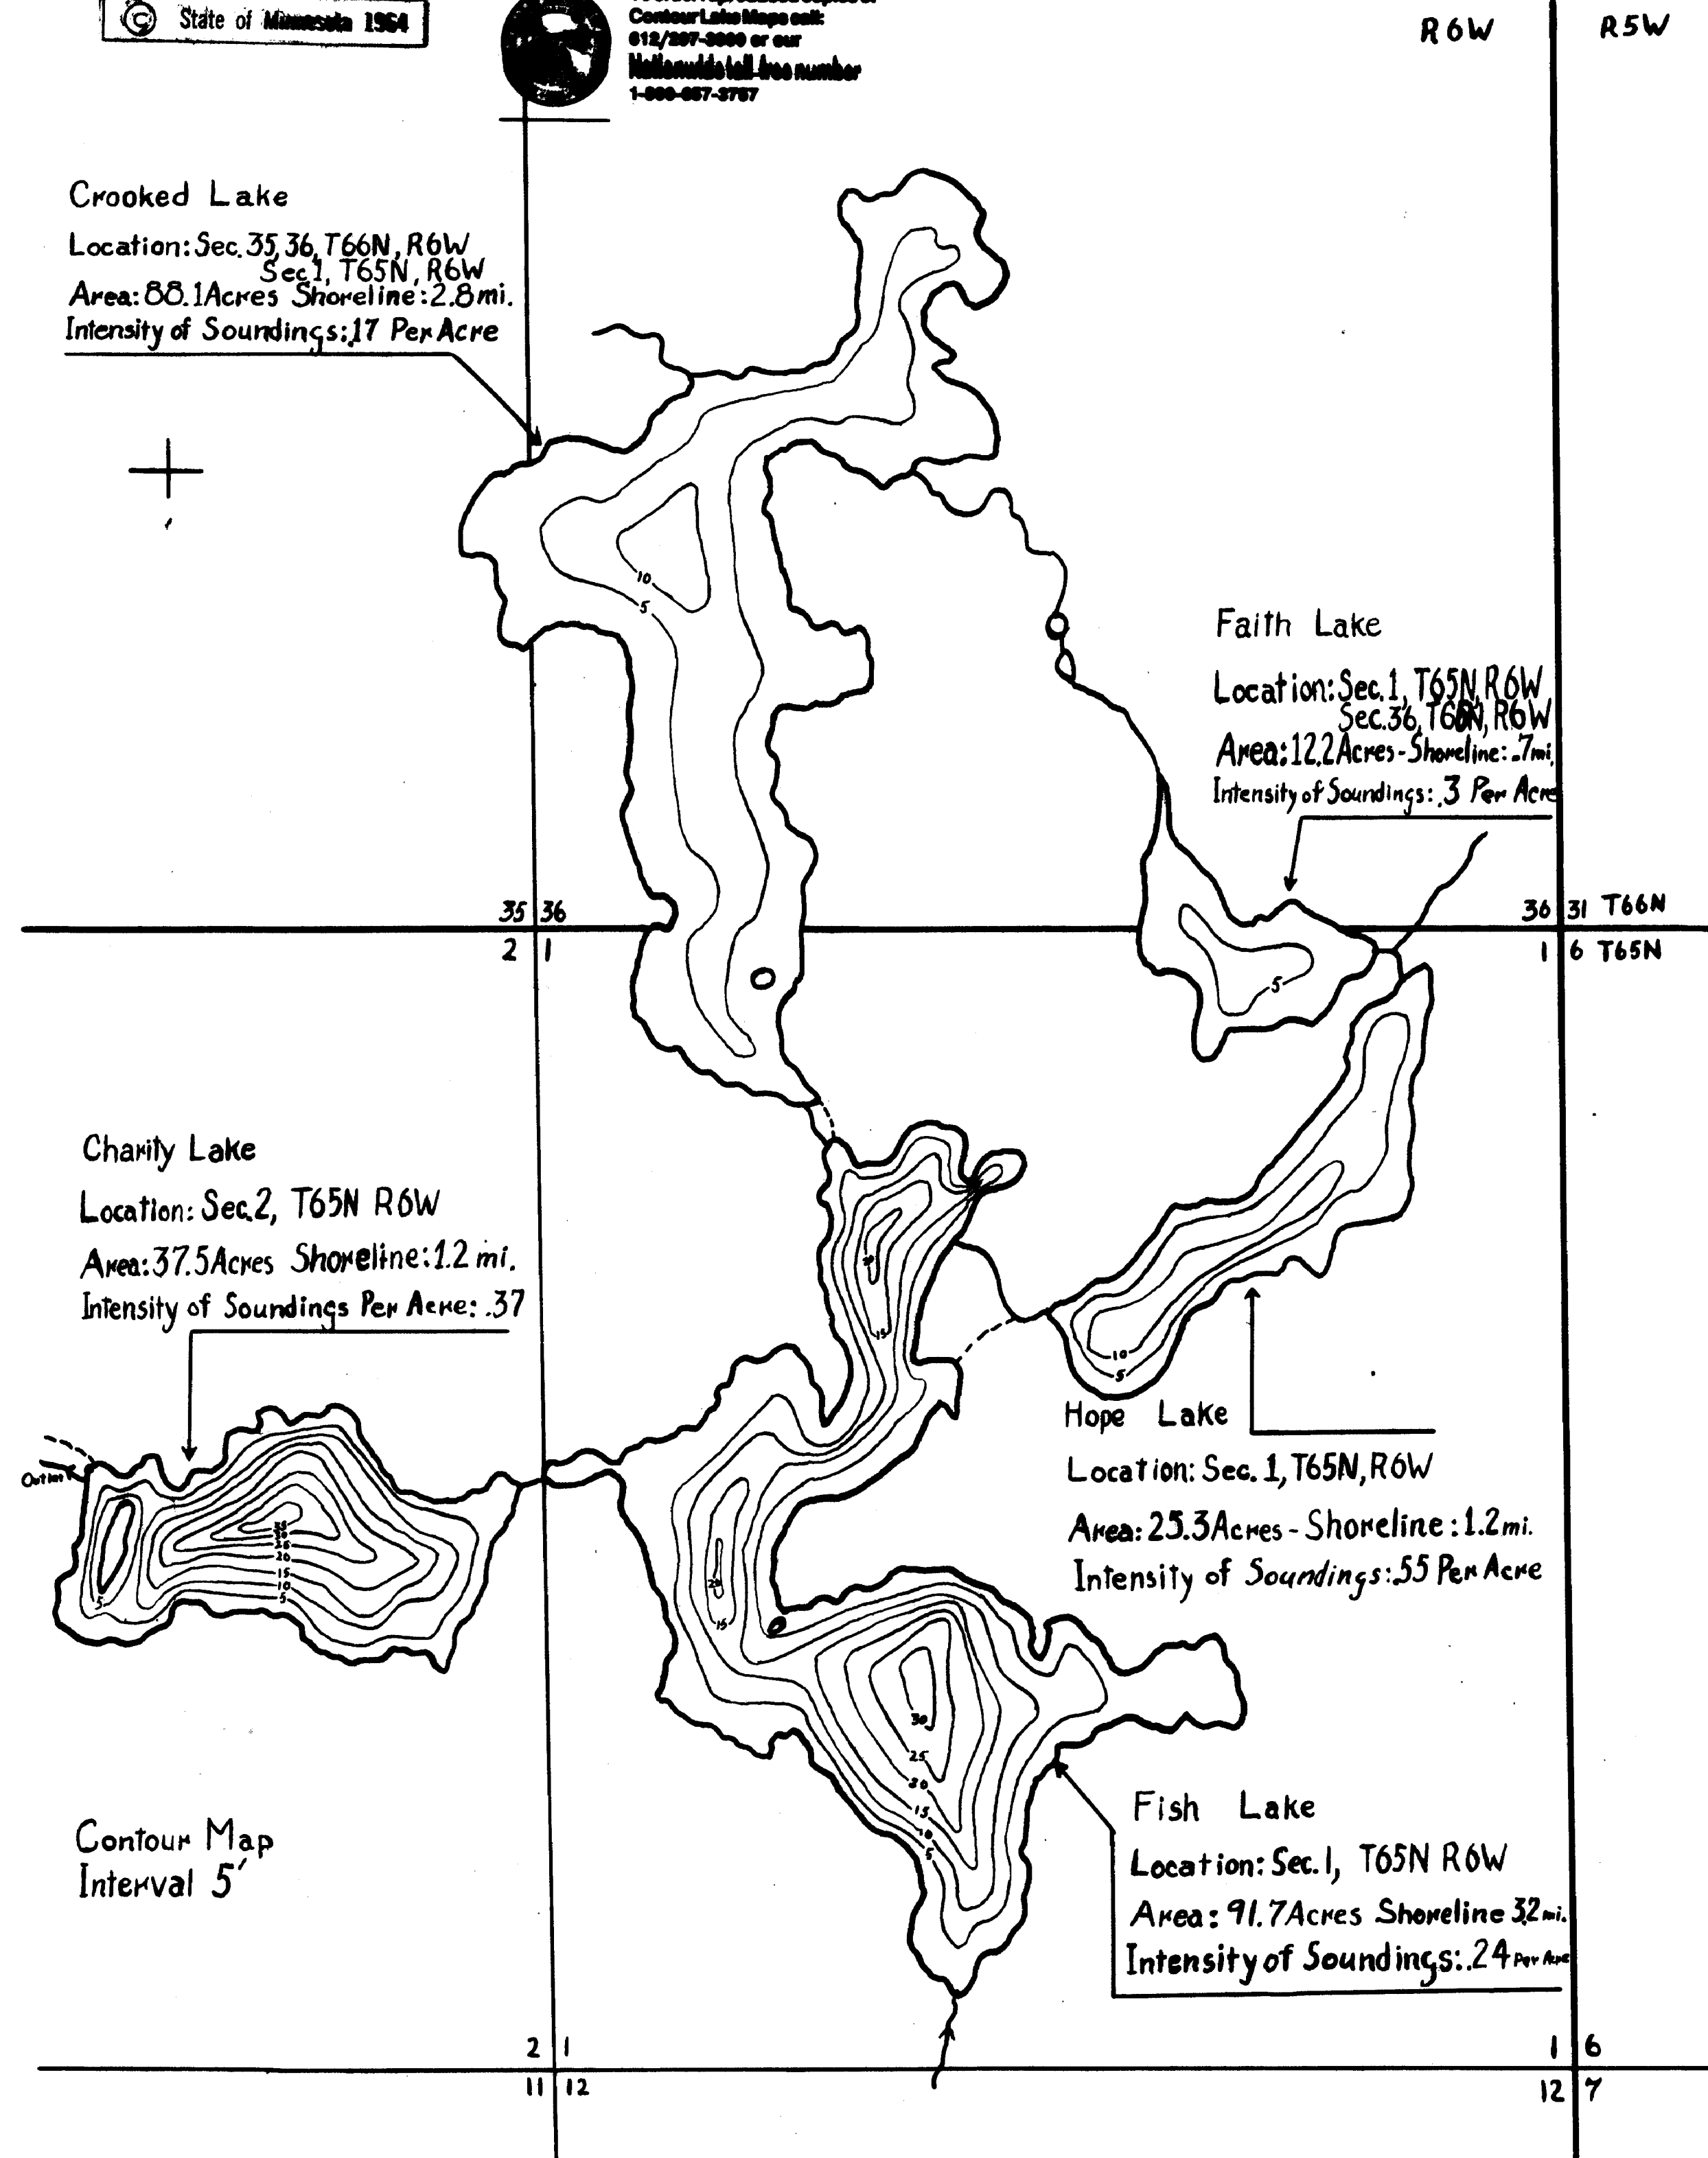 © State of Minnesota 1964
Contour Lake Maps call:
or our
Nationwide toll-free number
R6W R5W
Crooked Lake
Location: Sec. 35, 36, T66N, R6W
Sec 1, T65N, R6W
Area: 88.1 Acres Shoreline: 2.8 mi.
Intensity of Soundings: .17 Per Acre
10
5
Faith Lake
Location: Sec. 1, T65N, R6W
Sec. 36, T66N, R6W
Area: 12.2 Acres - Shoreline: .7 mi.
Intensity of Soundings: .3 Per Acre
35 36 36 31 T66N
2 1 1 6 T65N
5
Charity Lake
Location: Sec. 2, T65N R6W
Area: 37.5 Acres Shoreline: 1.2 mi.
Intensity of Soundings Per Acre: .37
15
10
5
Hope Lake
Location: Sec. 1, T65N, R6W
Area: 25.3 Acres - Shoreline: 1.2 mi.
Intensity of Soundings: .55 Per Acre
Outlet
20
15
10
5
5
15
30
25
20
15
10
5
Fish Lake
Location: Sec. 1, T65N R6W
Area: 91.7 Acres Shoreline 3.2 mi.
Intensity of Soundings: .24 Per Acre
Contour Map
Interval 5'
2 1 1 6
11 12 12 7